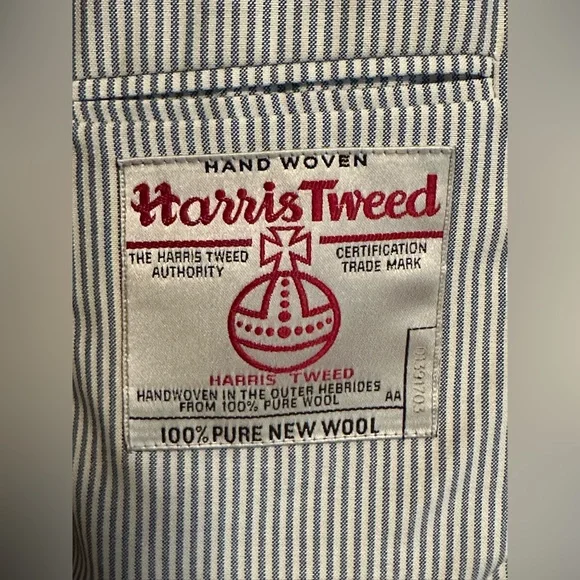 HAND WOVEN
Harris Tweed
THE HARRIS TWEED AUTHORITY
CERTIFICATION TRADE MARK
HARRIS TWEED
HANDWOVEN IN THE OUTER HEBRIDES
FROM 100% PURE WOOL
AA
100% PURE NEW WOOL